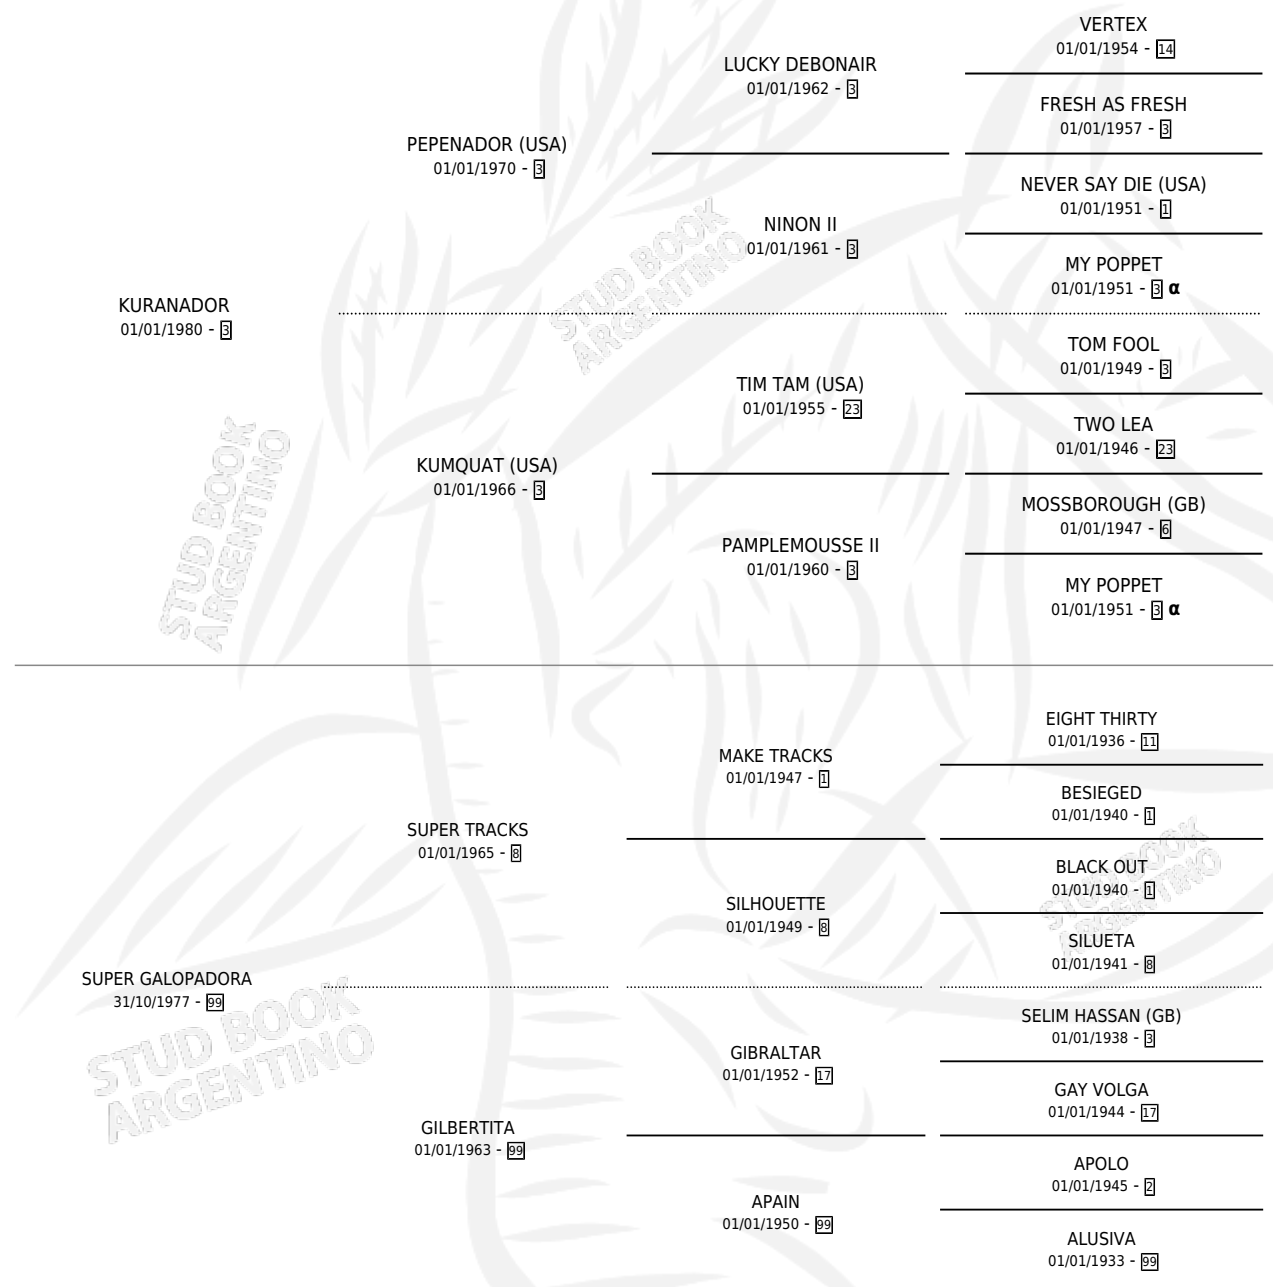 VERTEX
01/01/1954 - 14
LUCKY DEBONAIR
01/01/1962 - 3
FRESH AS FRESH
01/01/1957 - 3
PEPENADOR (USA)
01/01/1970 - 3
NEVER SAY DIE (USA)
01/01/1951 - 1
NINON II
01/01/1961 - 3
MY POPPET
01/01/1951 - 3 α
KURANADOR
01/01/1980 - 3
TOM FOOL
01/01/1949 - 3
TIM TAM (USA)
01/01/1955 - 23
TWO LEA
01/01/1946 - 23
KUMQUAT (USA)
01/01/1966 - 3
MOSSBOROUGH (GB)
01/01/1947 - 6
PAMPLEMOUSSE II
01/01/1960 - 3
MY POPPET
01/01/1951 - 3 α
EIGHT THIRTY
01/01/1936 - 11
MAKE TRACKS
01/01/1947 - 1
BESIEGED
01/01/1940 - 1
SUPER TRACKS
01/01/1965 - 8
BLACK OUT
01/01/1940 - 1
SILHOUETTE
01/01/1949 - 8
SILUETA
01/01/1941 - 8
SUPER GALOPADORA
31/10/1977 - 99
SELIM HASSAN (GB)
01/01/1938 - 3
GIBRALTAR
01/01/1952 - 17
GAY VOLGA
01/01/1944 - 17
GILBERTITA
01/01/1963 - 99
APOLO
01/01/1945 - 2
APAIN
01/01/1950 - 99
ALUSIVA
01/01/1933 - 99
STUD BOOK
ARGENTINO
STUD BOOK
ARGENTINO
STUD BOOK
ARGENTINO
STUD BOOK
ARGENTINO